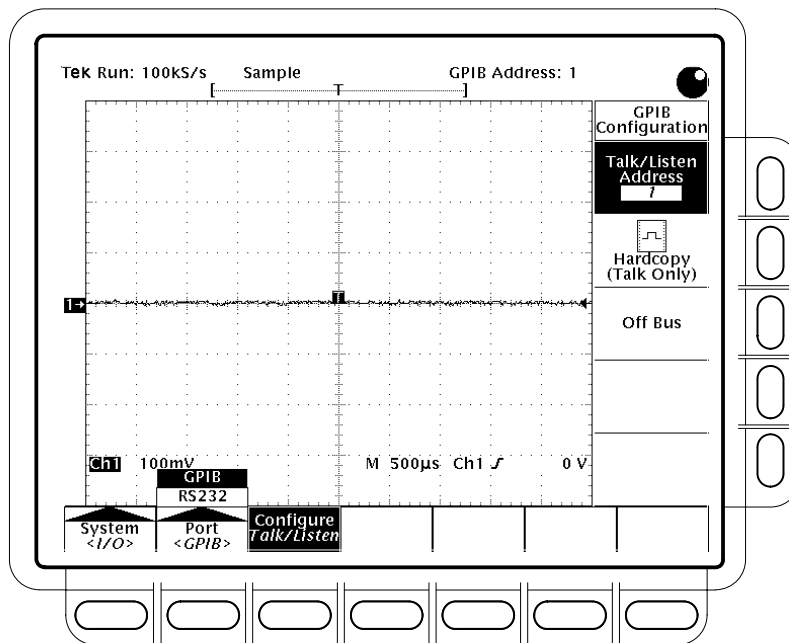 Tek Run: 100kS/s Sample GPIB Address: 1
[ T ]
GPIB
Configuration
Talk/Listen
Address
1
Hardcopy
(Talk Only)
Off Bus
T
1→
Ch1 100mV M 500µs Ch1 0 V
GPIB
RS232
System
<I/O>
Port
<GPIB>
Configure
Talk/Listen